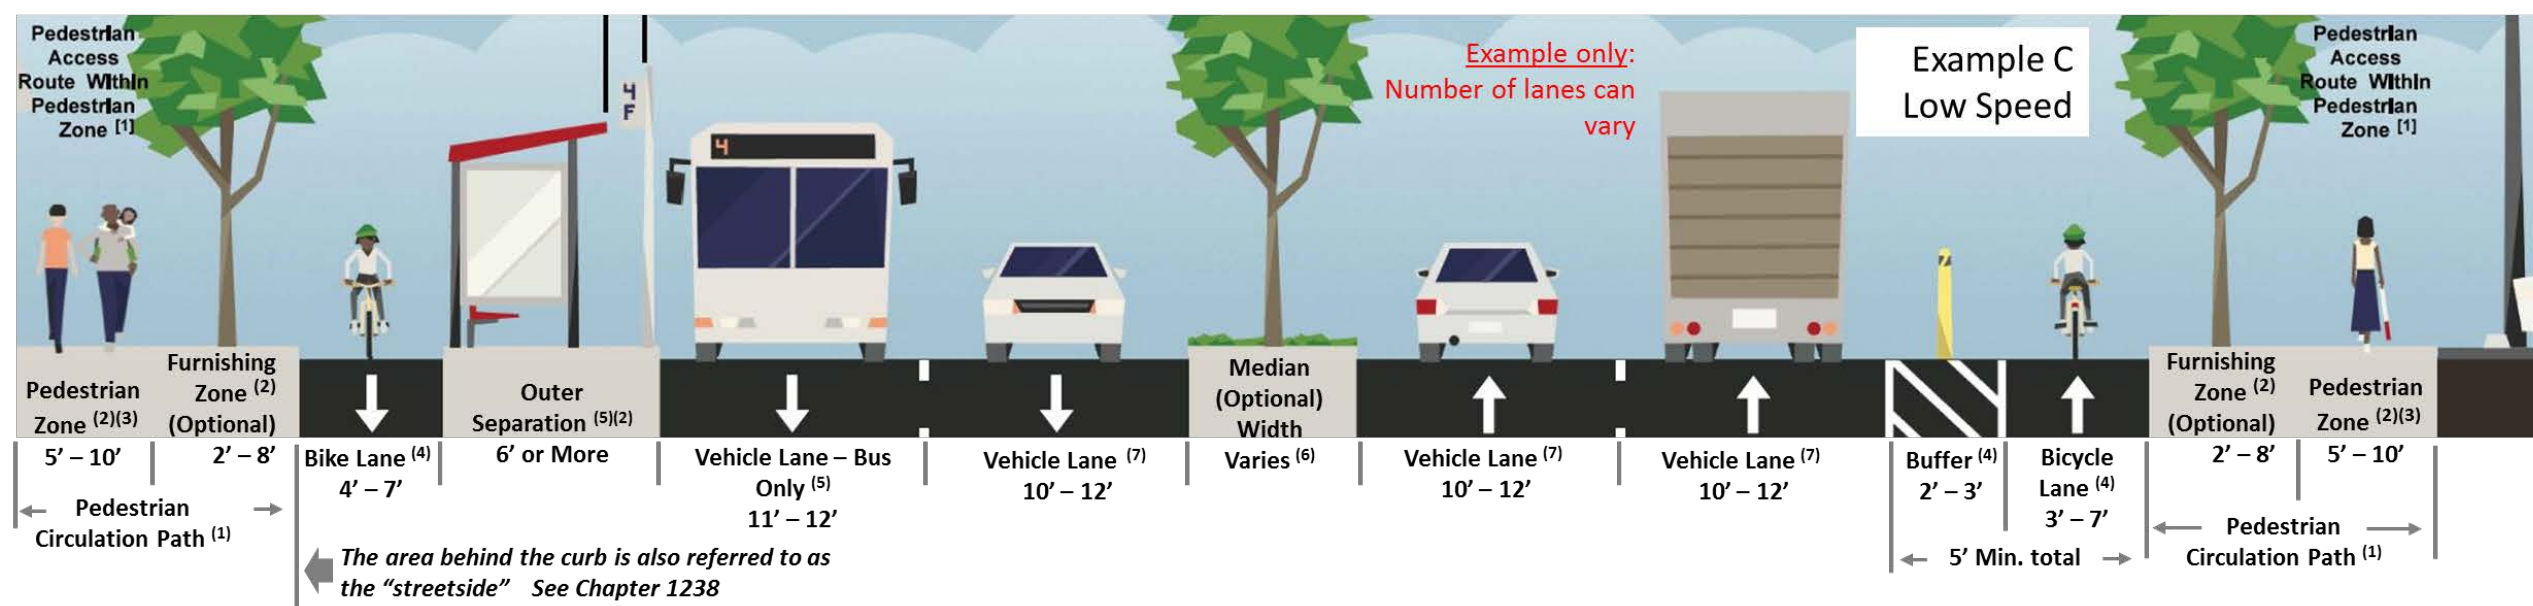 Pedestrian
Access
Route Within
Pedestrian
Zone [1]
4
F
4
Example only:
Number of lanes can
vary
Example C
Low Speed
Pedestrian
Access
Route Within
Pedestrian
Zone [1]
Pedestrian
Zone (2)(3)
5’ – 10’
Furnishing
Zone (2)
(Optional)
2’ – 8’
Pedestrian
Circulation Path (1)
Bike Lane (4)
4’ – 7’
Outer
Separation (5)(2)
6’ or More
Vehicle Lane – Bus
Only (5)
11’ – 12’
Vehicle Lane (7)
10’ – 12’
Median
(Optional)
Width
Varies (6)
Vehicle Lane (7)
10’ – 12’
Vehicle Lane (7)
10’ – 12’
Buffer (4)
2’ – 3’
Bicycle
Lane (4)
3’ – 7’
5’ Min. total
Furnishing
Zone (2)
(Optional)
2’ – 8’
Pedestrian
Zone (2)(3)
5’ – 10’
Pedestrian
Circulation Path (1)
The area behind the curb is also referred to as
the “streetside” See Chapter 1238